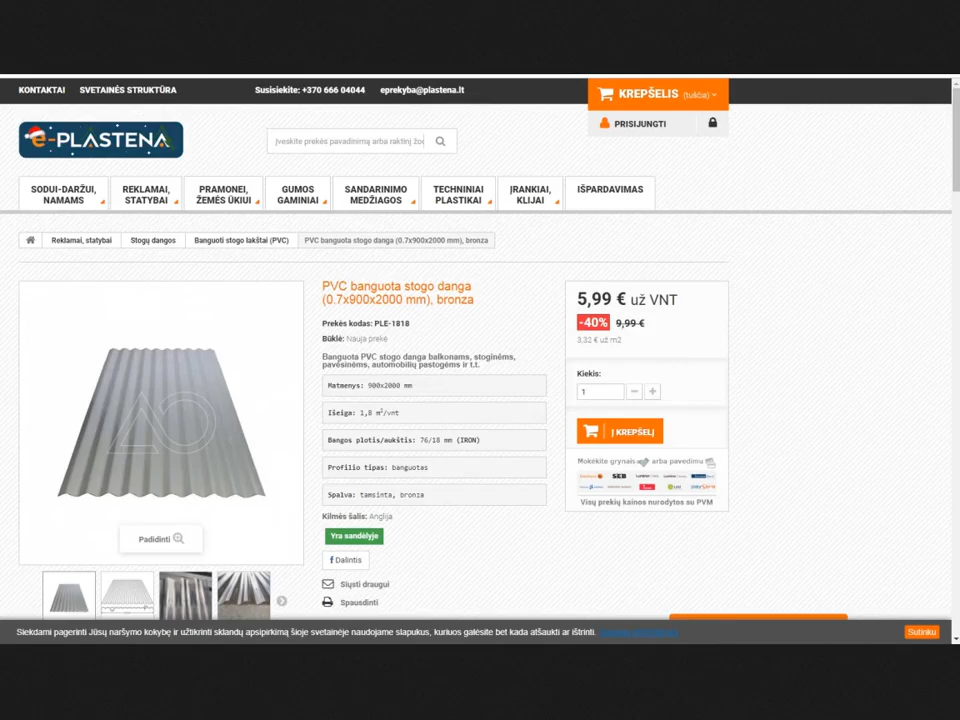 KONTAKTAI SVETAINĖS STRUKTŪRA Susisiekite: +370 666 04044 eprekyba@plastena.lt
KREPŠELIS (tuščia)
PRISIJUNGTI
e-PLASTENA
Įveskite prekės pavadinimą arba raktinį žod
SODUI-DARŽUI, NAMAMS
REKLAMAI, STATYBAI
PRAMONEI, ŽEMĖS ŪKIUI
GUMOS GAMINIAI
SANDARINIMO MEDŽIAGOS
TECHNINIAI PLASTIKAI
ĮRANKIAI, KLIJAI
IŠPARDAVIMAS
Reklamai, statybai Stogų dangos Banguoti stogo lakštai (PVC) PVC banguota stogo danga (0.7x900x2000 mm), bronza
Padidinti
PVC banguota stogo danga
(0.7x900x2000 mm), bronza
Prekės kodas: PLE-1818
Būklė: Nauja prekė
Banguota PVC stogo danga balkonams, stoginėms,
pavėsinėms, automobilių pastogėms ir t.t.
Matmenys: 900x2000 mm
Išeiga: 1,8 m²/vnt
Bangos plotis/aukštis: 76/18 mm (IRON)
Profilio tipas: banguotas
Spalva: tamsinta, bronza
Kilmės šalis: Anglija
Yra sandėlyje
Dalintis
Siųsti draugui
Spausdinti
5,99 € už VNT
-40% 9,99 €
3,32 € už m2
Kiekis:
1
Į KREPŠELĮ
Mokėkite grynais arba pavedimu
SEB
Visų prekių kainos nurodytos su PVM
Siekdami pagerinti Jūsų naršymo kokybę ir užtikrinti sklandų apsipirkimą šioje svetainėje naudojame slapukus, kuriuos galėsite bet kada atšaukti ar ištrinti.
Sutinku